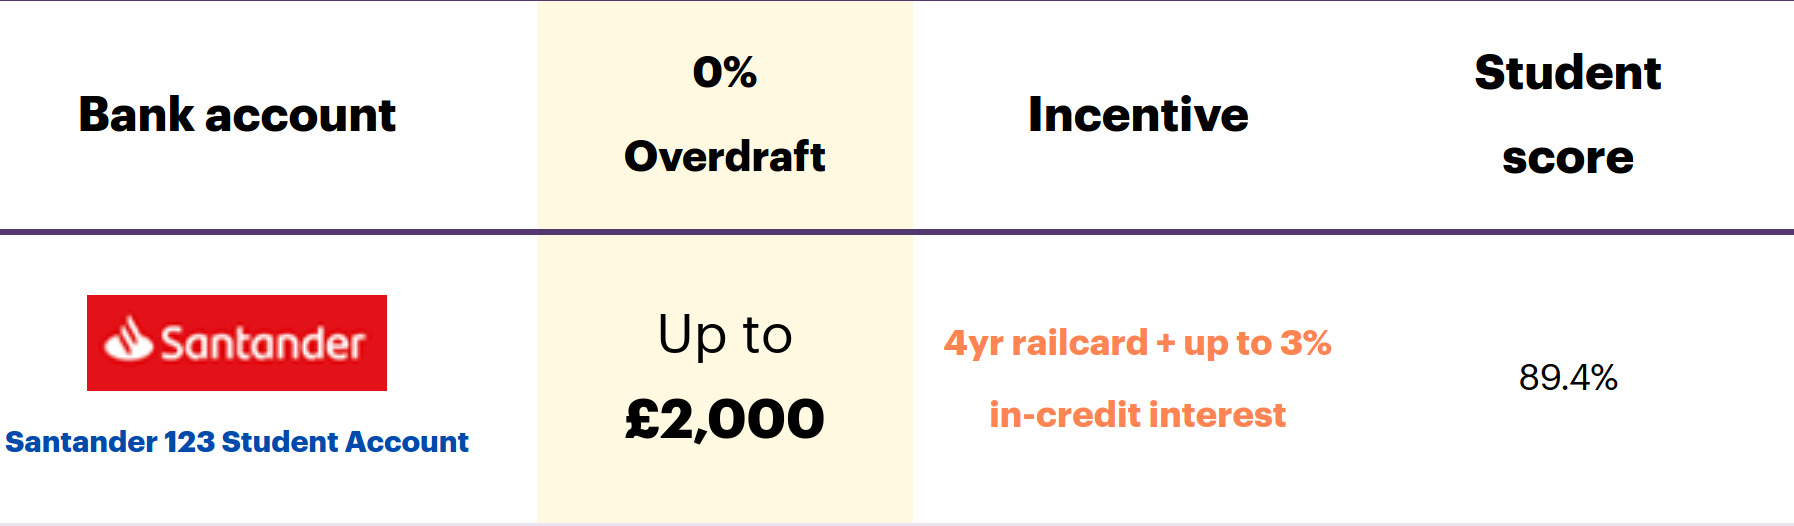 Bank account
0%
Overdraft
Incentive
Student
score
Santander
Santander 123 Student Account
Up to
£2,000
4yr railcard + up to 3%
in-credit interest
89.4%